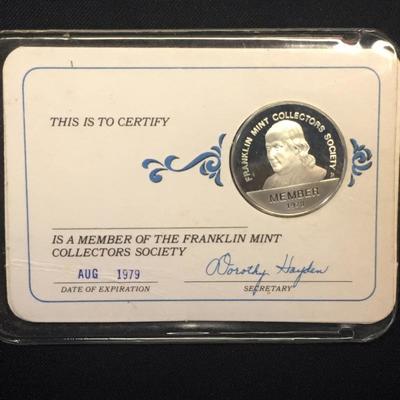 THIS IS TO CERTIFY
FRANKLIN MINT COLLECTORS SOCIETY
MEMBER
1978
IS A MEMBER OF THE FRANKLIN MINT
COLLECTORS SOCIETY
AUG 1979
Dorothy Hayden
DATE OF EXPIRATION
SECRETARY